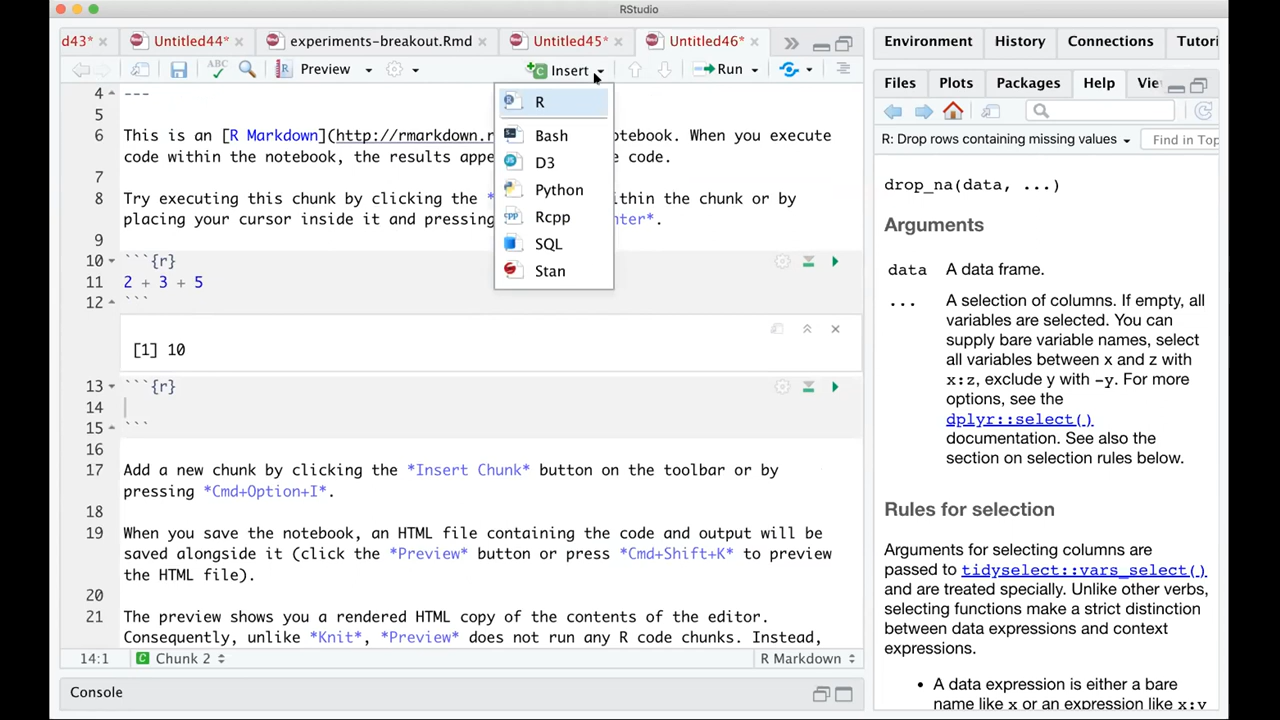 RStudio
d43*
Untitled44*
experiments-breakout.Rmd
Untitled45*
Untitled46*
ABC
Preview
Insert
Run
4 ---
5
6 This is an [R Markdown](http://rmarkdown.r otebook. When you execute
code within the notebook, the results appe code.
7
8 Try executing this chunk by clicking the * within the chunk or by
placing your cursor inside it and pressing nter*.
9
10 ```{r}
11 2 + 3 + 5
12 ```
[1] 10
13 ```{r}
14
15 ```
16
17 Add a new chunk by clicking the *Insert Chunk* button on the toolbar or by
pressing *Cmd+Option+I*.
18
19 When you save the notebook, an HTML file containing the code and output will be
saved alongside it (click the *Preview* button or press *Cmd+Shift+K* to preview
the HTML file).
20
21 The preview shows you a rendered HTML copy of the contents of the editor.
Consequently, unlike *Knit*, *Preview* does not run any R code chunks. Instead,
14:1
Chunk 2
R Markdown
Console
R
Bash
D3
Python
Rcpp
SQL
Stan
Environment
History
Connections
Tutori
Files
Plots
Packages
Help
Vie
R: Drop rows containing missing values
Find in Top
drop_na(data, ...)
Arguments
data A data frame.
... A selection of columns. If empty, all
variables are selected. You can
supply bare variable names, select
all variables between x and z with
x:z, exclude y with -y. For more
options, see the
dplyr::select()
documentation. See also the
section on selection rules below.
Rules for selection
Arguments for selecting columns are
passed to tidyselect::vars_select()
and are treated specially. Unlike other verbs,
selecting functions make a strict distinction
between data expressions and context
expressions.
• A data expression is either a bare
name like x or an expression like x:y